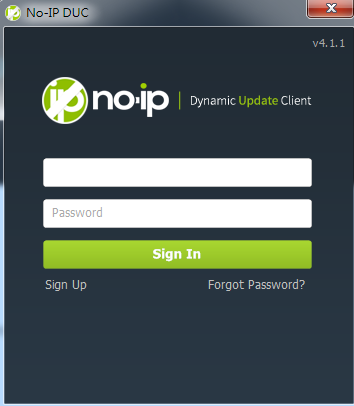 No-IP DUC
v4.1.1
no-ip | Dynamic Update Client
Password
Sign In
Sign Up Forgot Password?